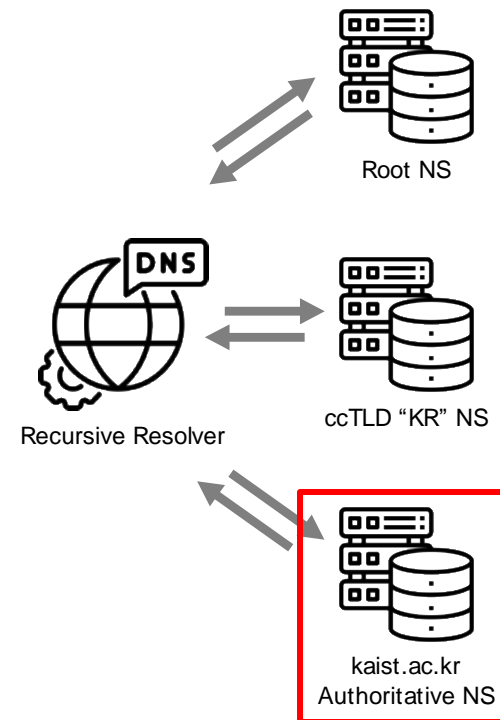 Root NS
DNS
Recursive Resolver
ccTLD “KR” NS
kaist.ac.kr
Authoritative NS